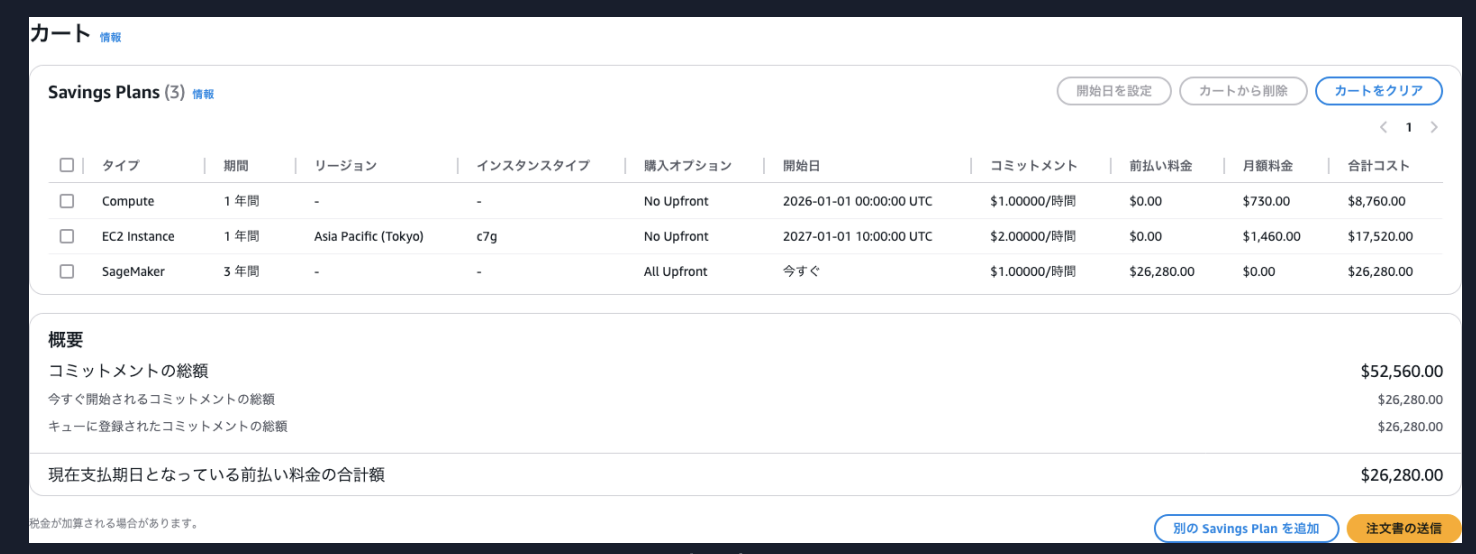 カート 情報
Savings Plans (3) 情報 開始日を設定 カートから削除 カートをクリア
1
タイプ 期間 リージョン インスタンスタイプ 購入オプション 開始日 コミットメント 前払い料金 月額料金 合計コスト
Compute 1 年間 - - No Upfront 2026-01-01 00:00:00 UTC $1.00000/時間 $0.00 $730.00 $8,760.00
EC2 Instance 1 年間 Asia Pacific (Tokyo) c7g No Upfront 2027-01-01 10:00:00 UTC $2.00000/時間 $0.00 $1,460.00 $17,520.00
SageMaker 3 年間 - - All Upfront 今すぐ $1.00000/時間 $26,280.00 $0.00 $26,280.00
概要
コミットメントの総額 $52,560.00
今すぐ開始されるコミットメントの総額 $26,280.00
キューに登録されたコミットメントの総額 $26,280.00
現在支払期日となっている前払い料金の合計額 $26,280.00
税金が加算される場合があります。
別の Savings Plan を追加 注文書の送信